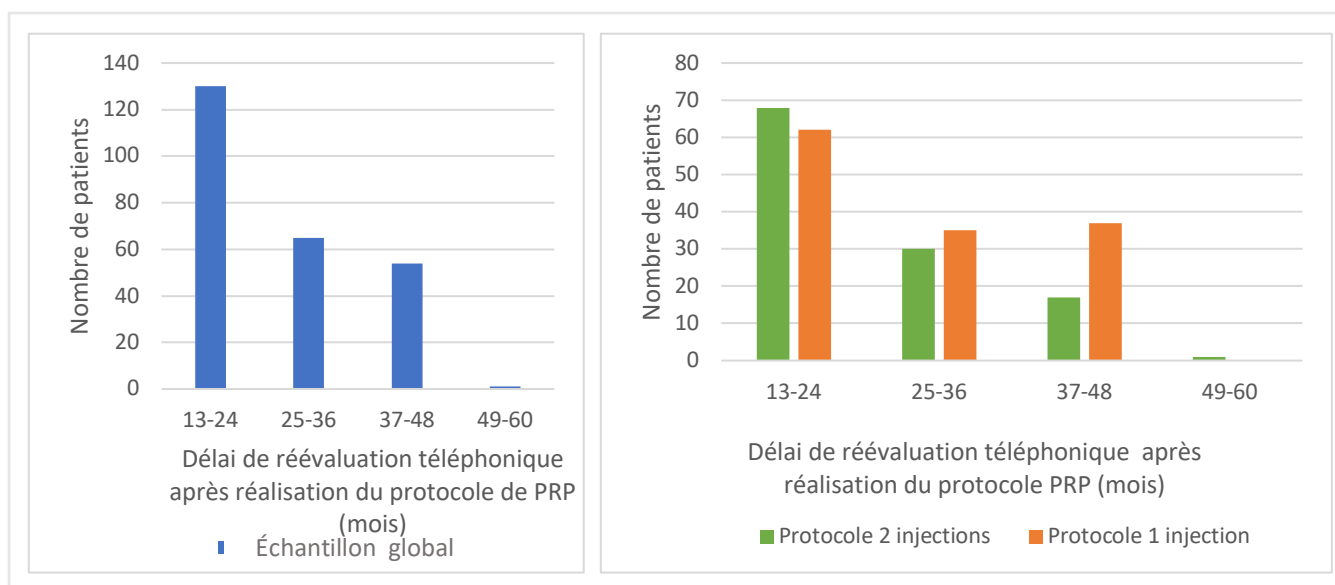 140
120
100
80
60
40
20
0
Nombre de patients
13-24 25-36 37-48 49-60
Délai de réévaluation téléphonique
après réalisation du protocole de PRP
(mois)
Échantillon global
80
70
60
50
40
30
20
10
0
Nombre de patients
13-24 25-36 37-48 49-60
Délai de réévaluation téléphonique après
réalisation du protocole PRP (mois)
Protocole 2 injections Protocole 1 injection